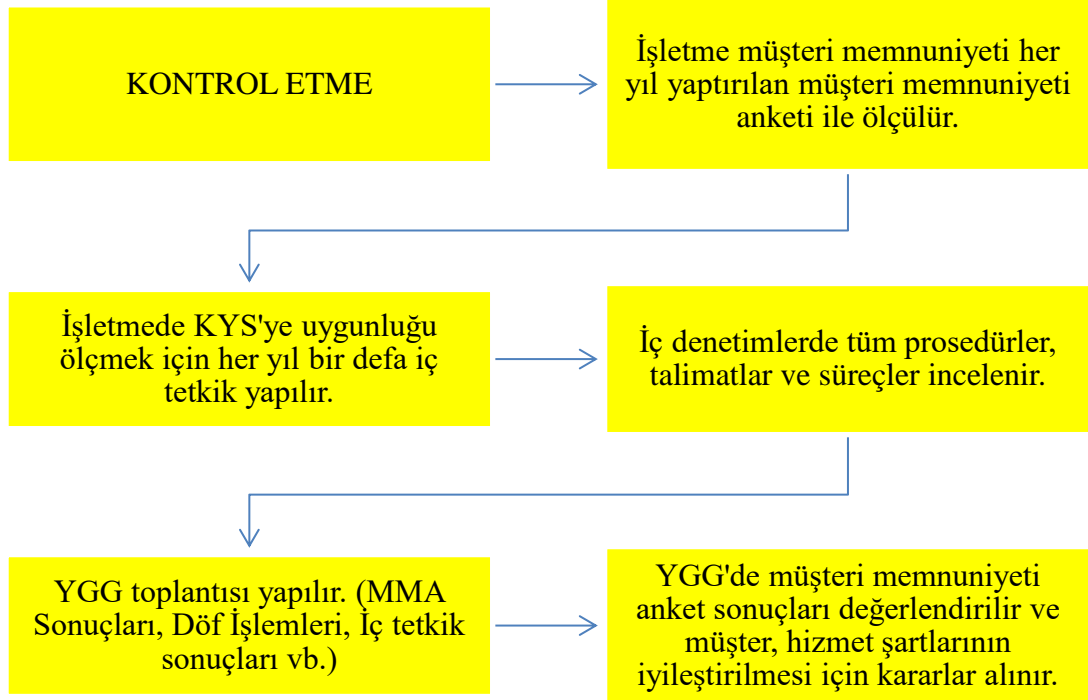 KONTROL ETME
İşletme müşteri memnuniyeti her
yıl yaptırılan müşteri memnuniyeti
anketi ile ölçülür.
İşletmede KYS'ye uygunluğu
ölçmek için her yıl bir defa iç
tetkik yapılır.
İç denetimlerde tüm prosedürler,
talimatlar ve süreçler incelenir.
YGG toplantısı yapılır. (MMA
Sonuçları, Döf İşlemleri, İç tetkik
sonuçları vb.)
YGG'de müşteri memnuniyeti
anket sonuçları değerlendirilir ve
müşter, hizmet şartlarının
iyileştirilmesi için kararlar alınır.